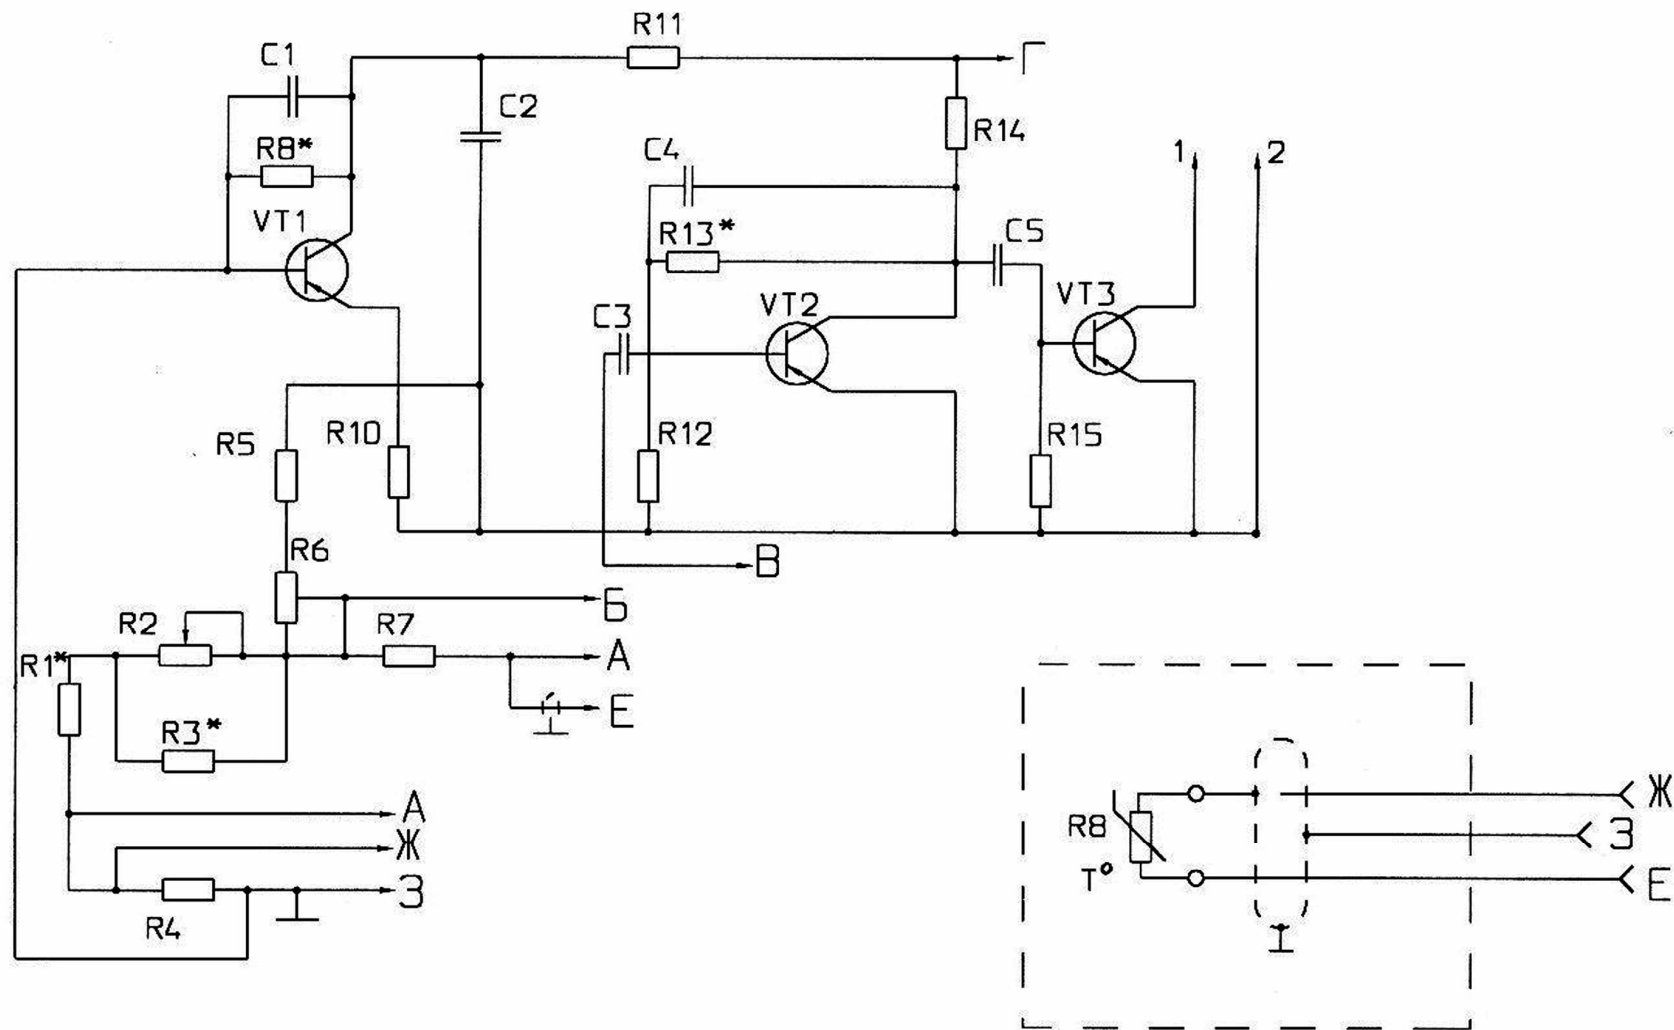 R11
C1
Г
C2
R14
R8*
C4
1
2
VT1
R13*
C5
VT2
VT3
C3
R5
R10
R12
R15
R6
В
Б
R2
R7
А
R1*
Е
R3*
А
Ж
Ж
R8
З
T°
З
Е
R4